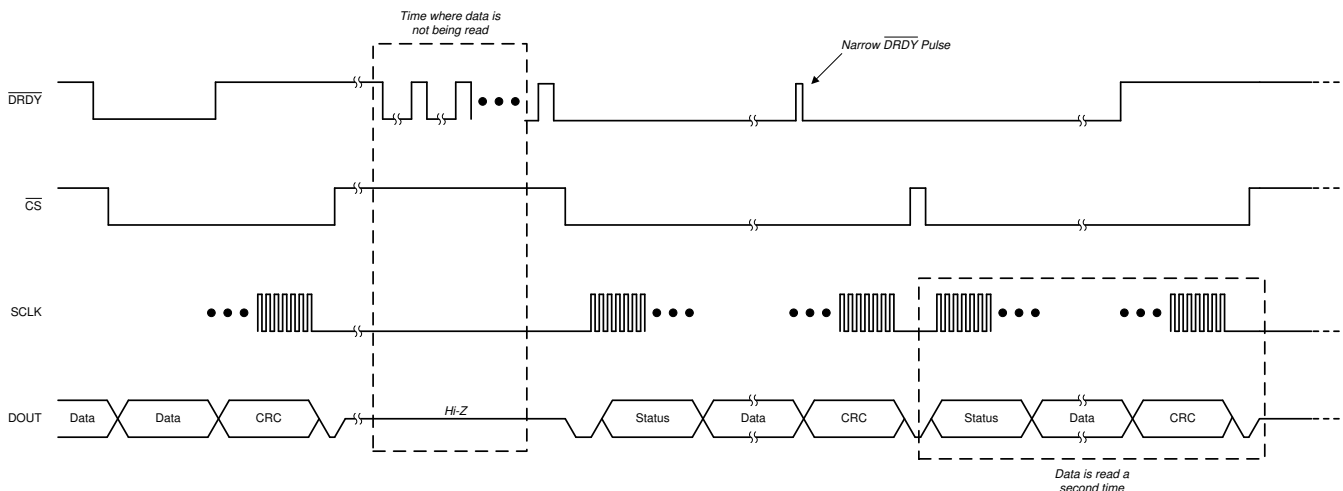 Time where data is
not being read
Narrow DRDY Pulse
DRDY
CS
SCLK
DOUT
Data
Data
CRC
Hi-Z
Status
Data
CRC
Status
Data
CRC
Data is read a
second time